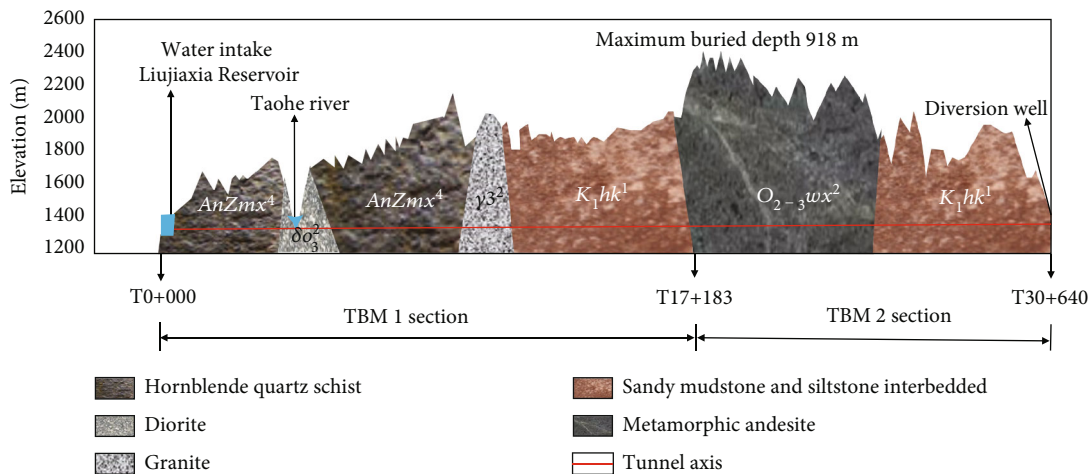 2600
2400
2200
2000
1800
1600
1400
1200
Elevation (m)
Water intake
Liujiaxia Reservoir
Taohe river
Maximum buried depth 918 m
Diversion well
AnZmx⁴
δο₃²
AnZmx⁴
γ3²
K₁hk¹
O₂₋₃wx²
K₁hk¹
T0+000
T17+183
T30+640
TBM 1 section
TBM 2 section
Hornblende quartz schist
Diorite
Granite
Sandy mudstone and siltstone interbedded
Metamorphic andesite
Tunnel axis